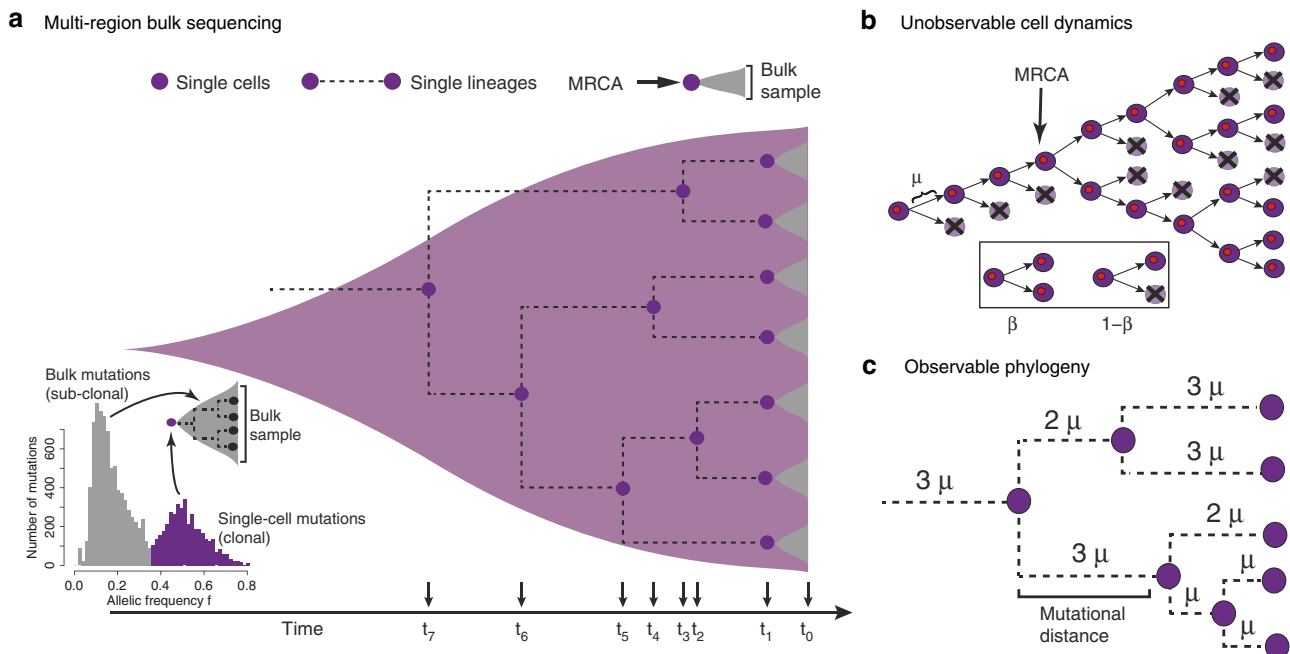 a Multi-region bulk sequencing
Single cells
Single lineages
MRCA
Bulk
sample
Bulk mutations
(sub-clonal)
Bulk
sample
Single-cell mutations
(clonal)
Number of mutations
600
400
200
0
0.0 0.2 0.4 0.6 0.8
Allelic frequency f
Time
t7 t6 t5 t4 t3 t2 t1 t0
b Unobservable cell dynamics
MRCA
μ
β 1−β
c Observable phylogeny
3 μ
2 μ
3 μ
3 μ
2 μ
3 μ
μ
μ
μ
Mutational
distance